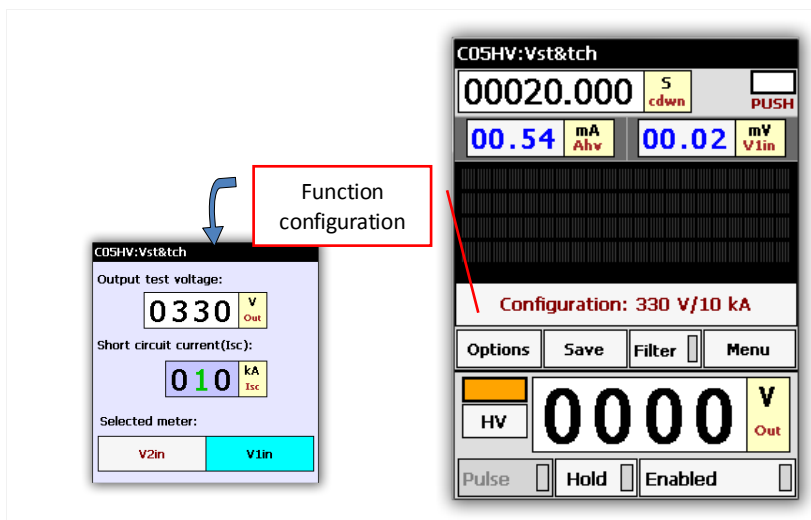 C05HV:Vst&tch
00020.000 S cdwn PUSH
00.54 mA Ahv 00.02 mV V1in
Configuration: 330 V/10 kA
Options Save Filter Menu
HV 0000 V Out
Pulse Hold Enabled
Function
configuration
C05HV:Vst&tch
Output test voltage:
0330 V Out
Short circuit current(Isc):
010 kA Isc
Selected meter:
V2in V1in